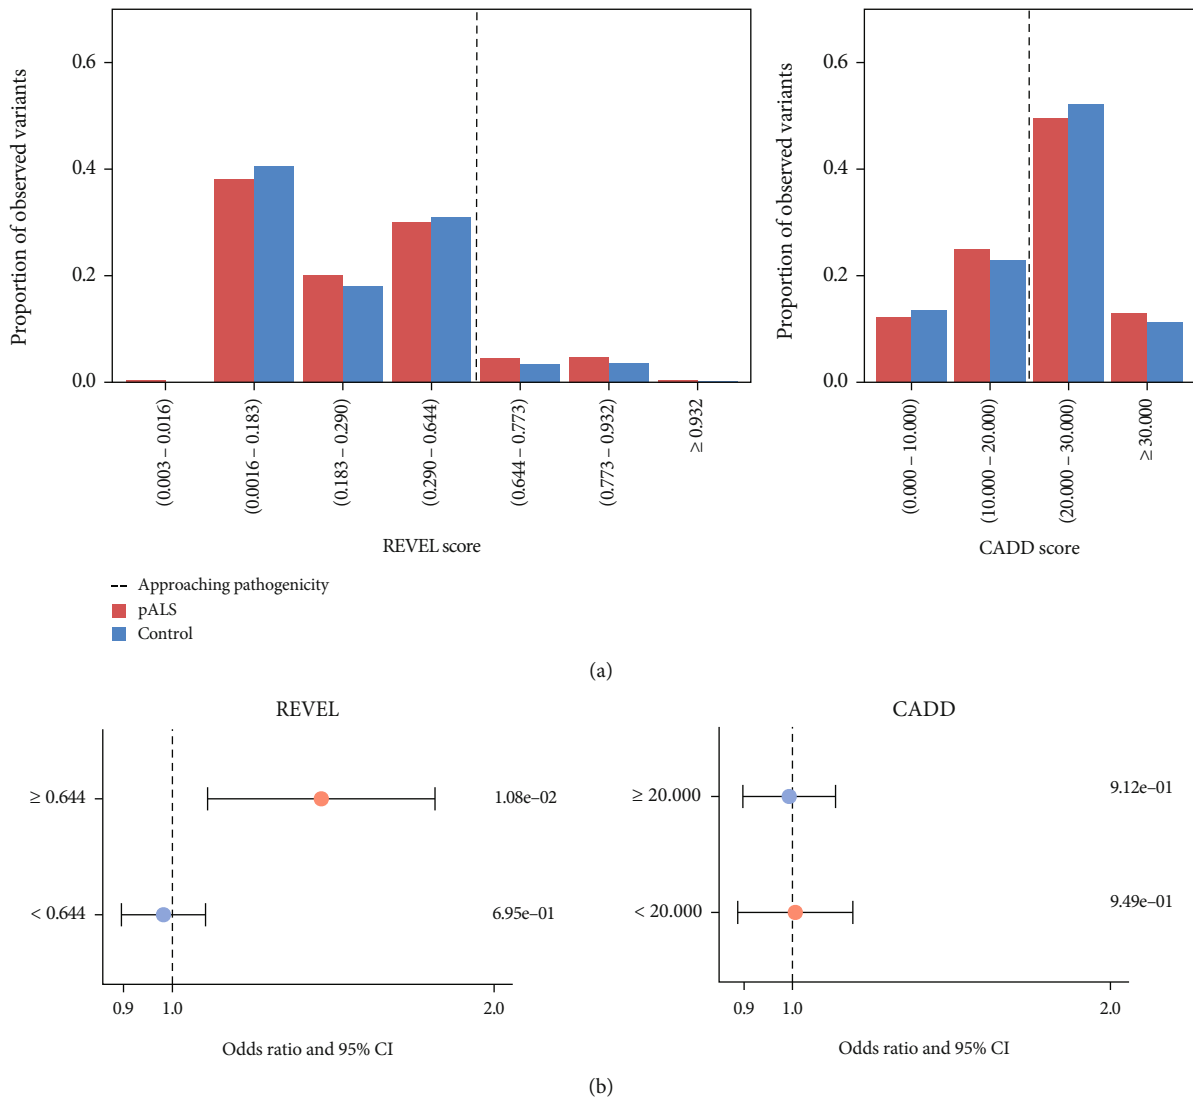 Proportion of observed variants
0.6
0.4
0.2
0.0
(0.003 – 0.016)
(0.0016 – 0.183)
(0.183 – 0.290)
(0.290 – 0.644)
(0.644 – 0.773)
(0.773 – 0.932)
≥ 0.932
REVEL score
Proportion of observed variants
0.6
0.4
0.2
0.0
(0.000 – 10.000)
(10.000 – 20.000)
(20.000 – 30.000)
≥ 30.000
CADD score
Approaching pathogenicity
pALS
Control
(a)
REVEL
≥ 0.644
1.08e–02
< 0.644
6.95e–01
0.9
1.0
2.0
Odds ratio and 95% CI
CADD
≥ 20.000
9.12e–01
< 20.000
9.49e–01
0.9
1.0
2.0
Odds ratio and 95% CI
(b)